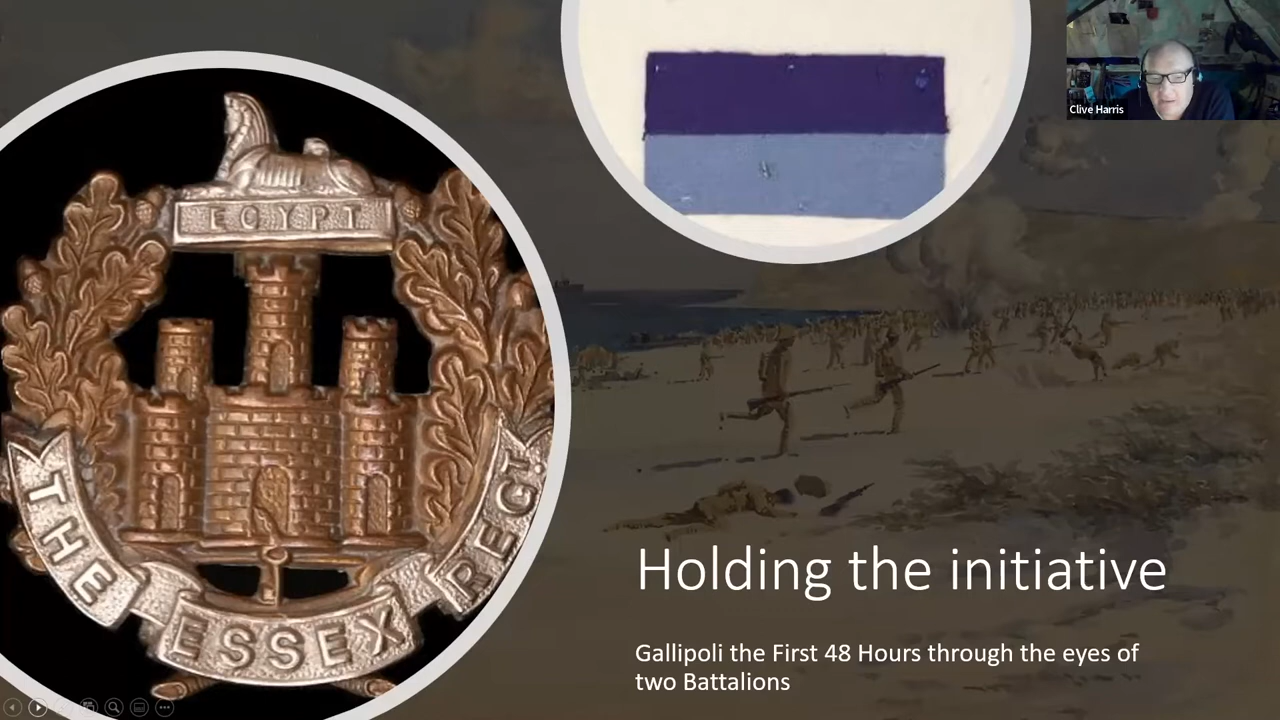 EGYPT
THE
ESSEX
REGT
Clive Harris
Holding the initiative
Gallipoli the First 48 Hours through the eyes of
two Battalions